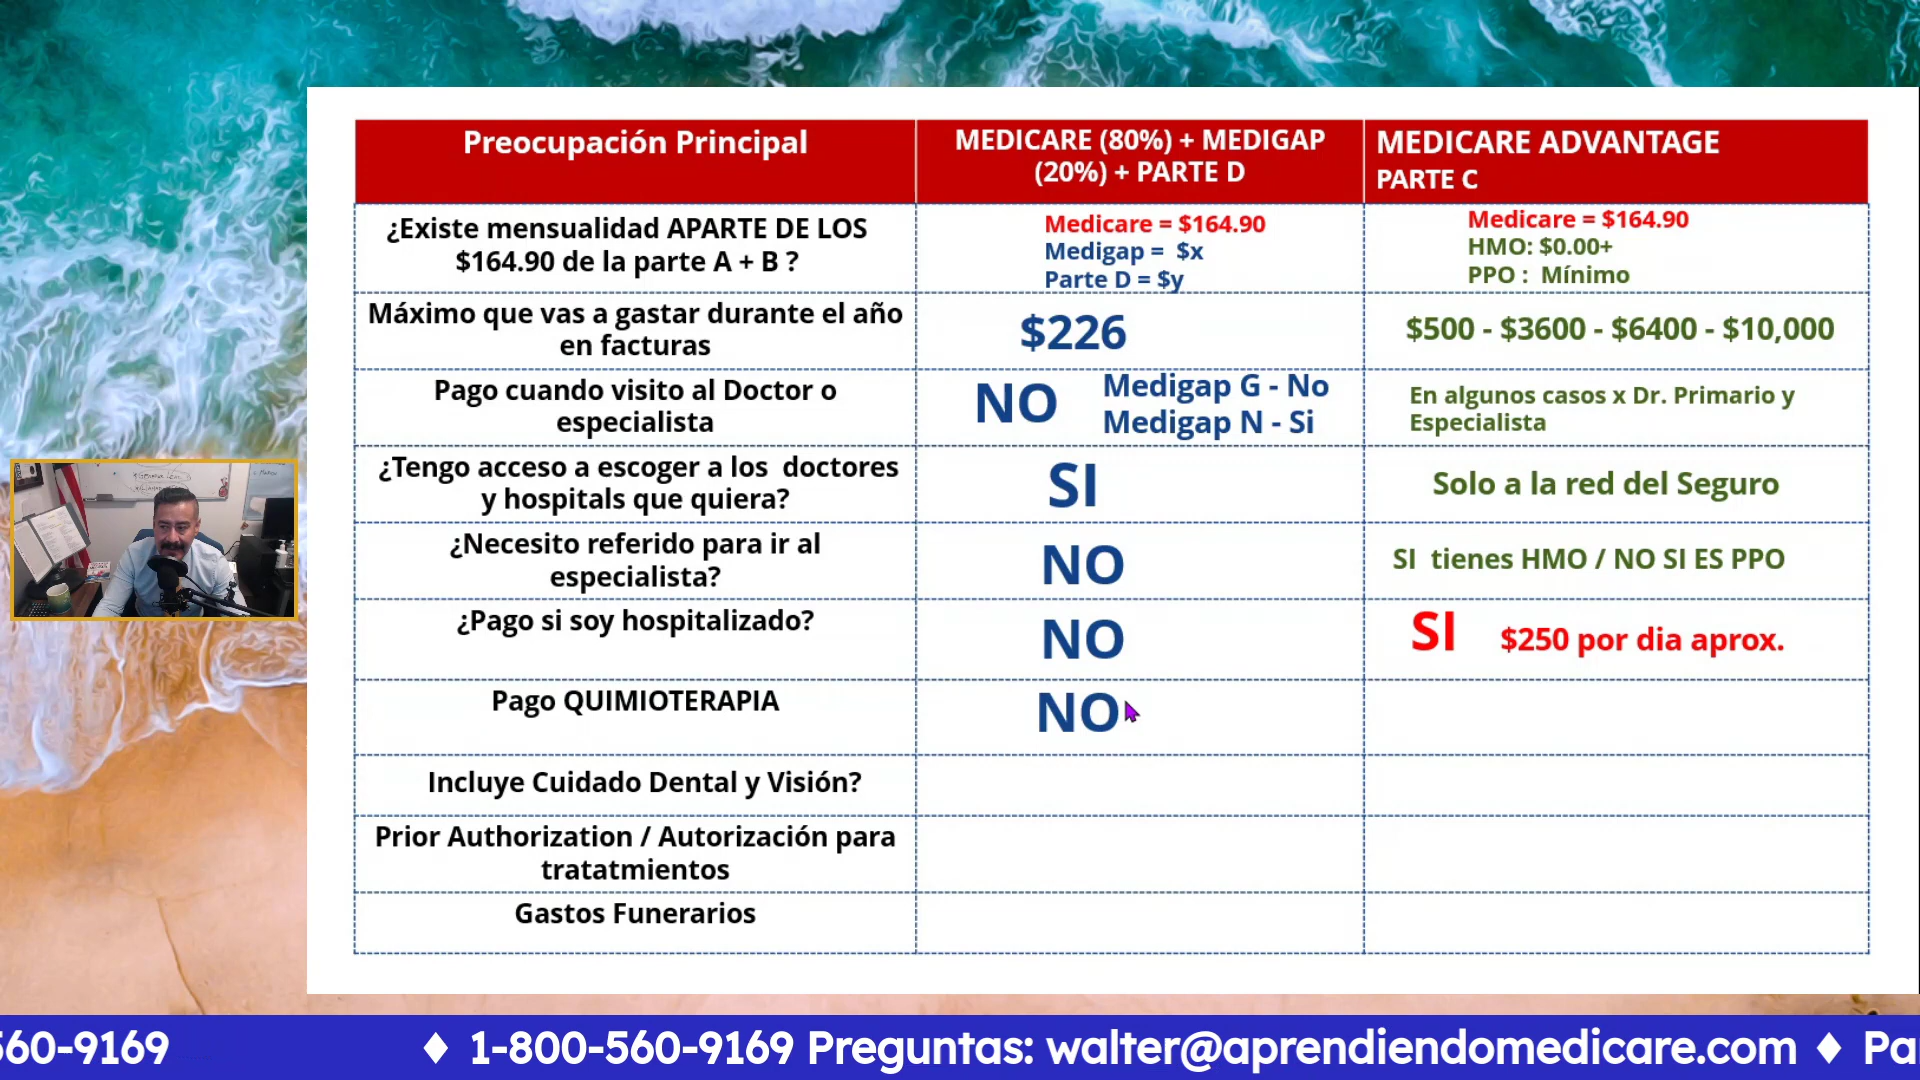 Preocupación Principal
MEDICARE (80%) + MEDIGAP
(20%) + PARTE D
MEDICARE ADVANTAGE
PARTE C
¿Existe mensualidad APARTE DE LOS
$164.90 de la parte A + B ?
Medicare = $164.90
Medigap =  $x
Parte D = $y
Medicare = $164.90
HMO: $0.00+
PPO :  Mínimo
Máximo que vas a gastar durante el año
en facturas
$226
$500 - $3600 - $6400 - $10,000
Pago cuando visito al Doctor o
especialista
NO
Medigap G - No
Medigap N - Si
En algunos casos x Dr. Primario y
Especialista
¿Tengo acceso a escoger a los  doctores
y hospitals que quiera?
SI
Solo a la red del Seguro
¿Necesito referido para ir al
especialista?
NO
SI  tienes HMO / NO SI ES PPO
¿Pago si soy hospitalizado?
NO
SI $250 por dia aprox.
Pago QUIMIOTERAPIA
NO
Incluye Cuidado Dental y Visión?
Prior Authorization / Autorización para
tratatmientos
Gastos Funerarios
560-9169 ♦ 1-800-560-9169 Preguntas: walter@aprendiendomedicare.com ♦ Pa